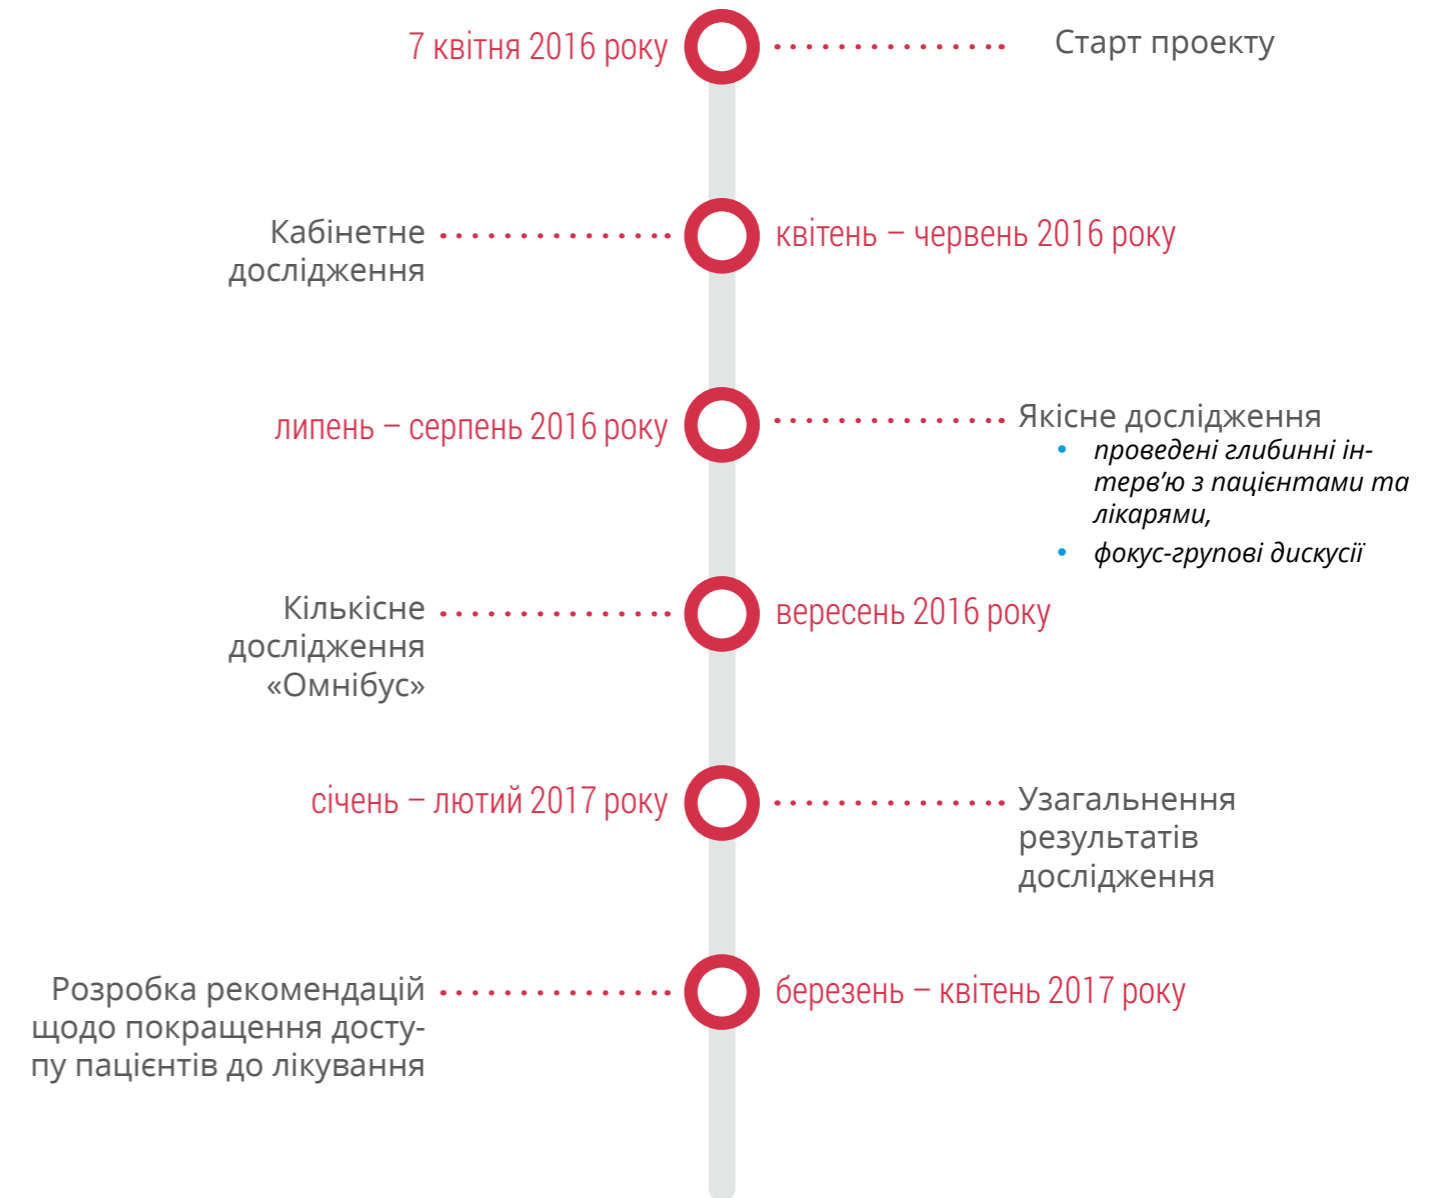 7 квітня 2016 року
Старт проекту
Кабінетне
дослідження
квітень – червень 2016 року
липень – серпень 2016 року
Якісне дослідження
• проведені глибинні ін-
терв’ю з пацієнтами та
лікарями,
• фокус-групові дискусії
Кількісне
дослідження
«Омнібус»
вересень 2016 року
січень – лютий 2017 року
Узагальнення
результатів
дослідження
Розробка рекомендацій
щодо покращення досту-
пу пацієнтів до лікування
березень – квітень 2017 року